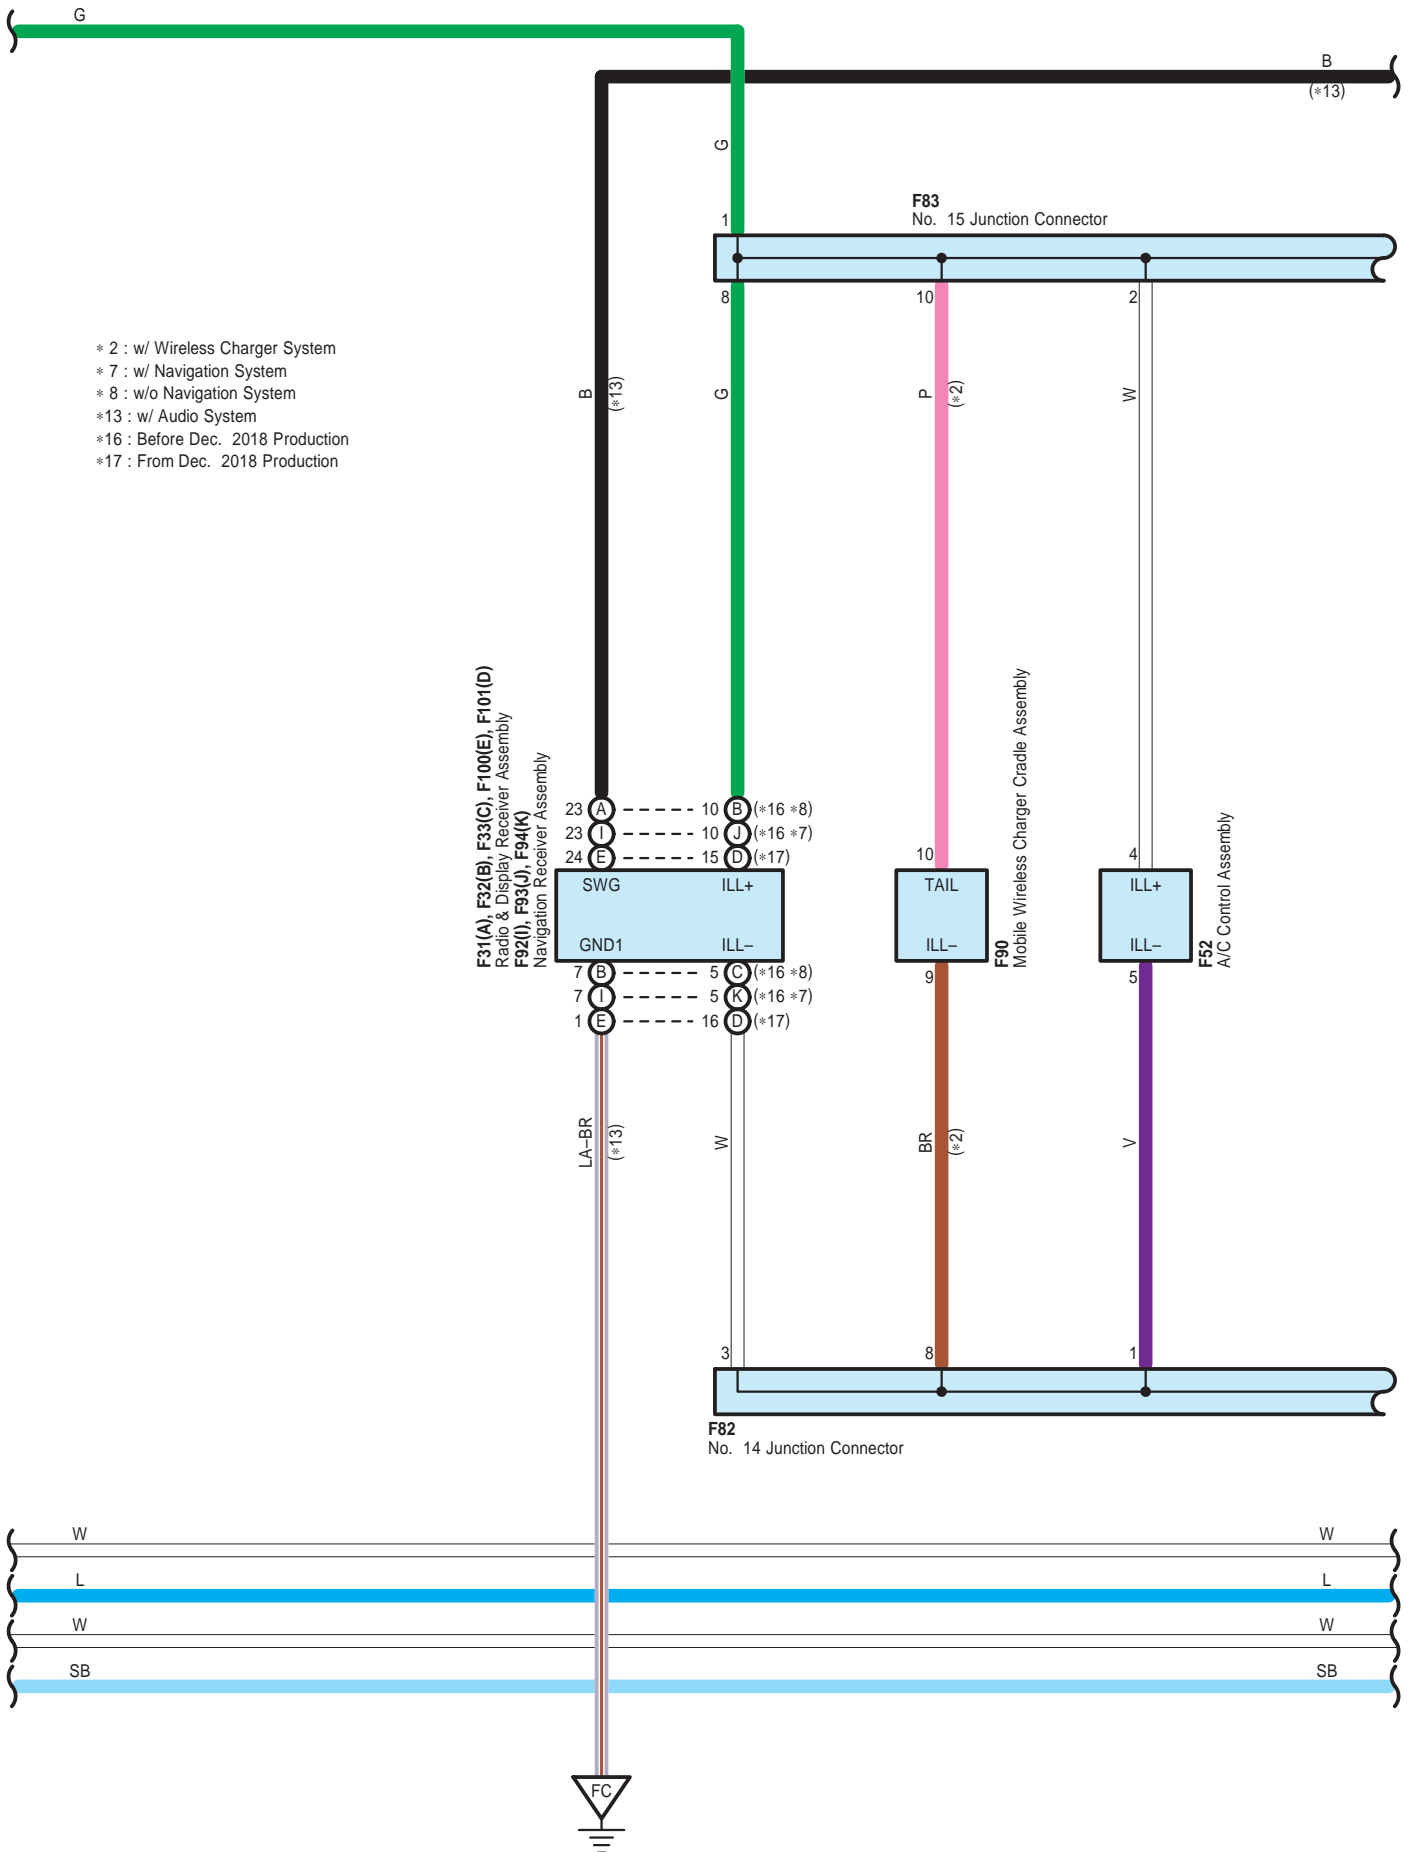 G
B
(*13)
G
1
F83
No. 15 Junction Connector
8
10
2
* 2 : w/ Wireless Charger System
* 7 : w/ Navigation System
* 8 : w/o Navigation System
*13 : w/ Audio System
*16 : Before Dec. 2018 Production
*17 : From Dec. 2018 Production
B
(*13)
G
P
(*2)
W
F31(A), F32(B), F33(C), F100(E), F101(D)
Radio & Display Receiver Assembly
F92(I), F93(J), F94(K)
Navigation Receiver Assembly
23 A 10 B (*16 *8)
23 I 10 J (*16 *7)
24 E 15 D (*17)
SWG ILL+
GND1 ILL–
7 B 5 C (*16 *8)
7 I 5 K (*16 *7)
1 E 16 D (*17)
10
TAIL
ILL–
9
F90
Mobile Wireless Charger Cradle Assembly
4
ILL+
ILL–
5
F52
A/C Control Assembly
LA–BR
(*13)
W
BR
(*2)
V
3
8
1
F82
No. 14 Junction Connector
W W
L L
W W
SB SB
FC